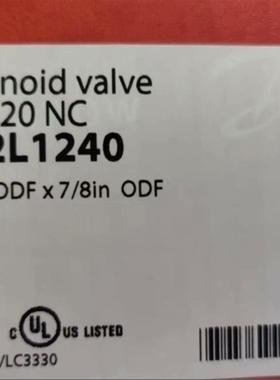 noid valve
20 NC
2L1240
ODF x 7/8in ODF
c UL US LISTED
/LC3330